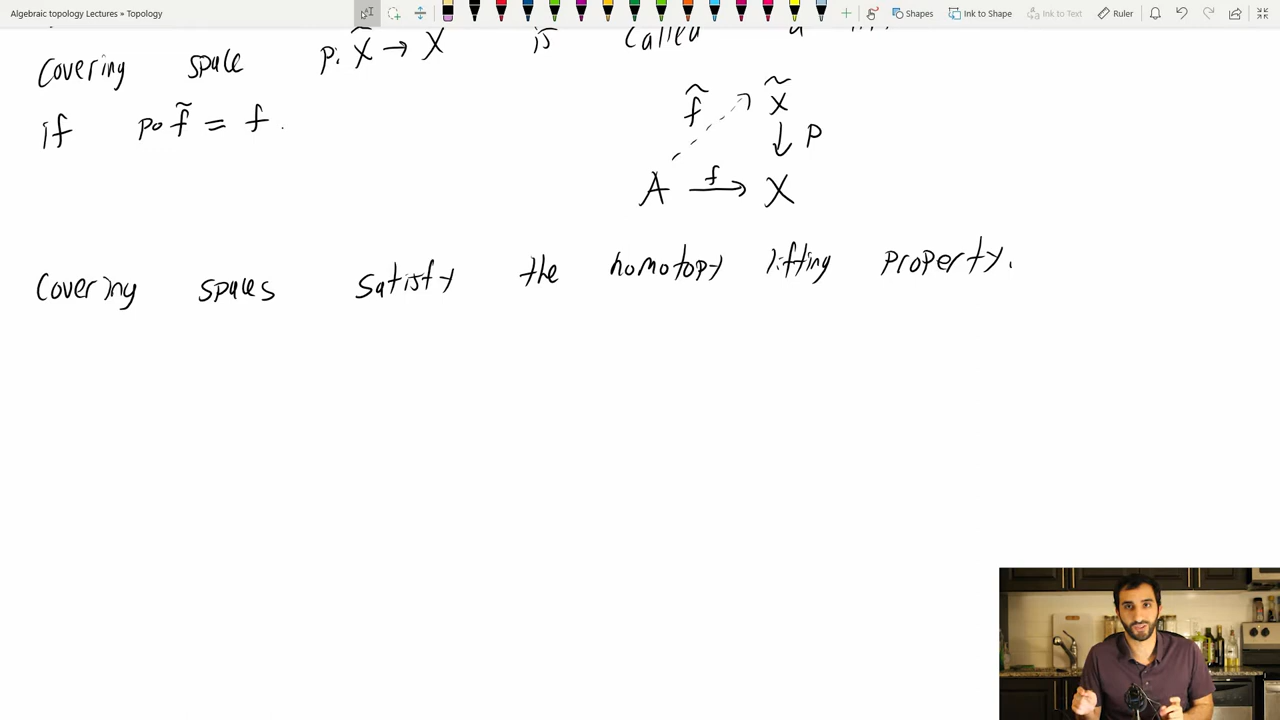 Algebraic topology Lectures – Topology
Shapes
Ink to Shape
Ink to Text
Ruler
is called a
Covering space p: X̃ → X
if p∘f̃ = f.
f̃ X̃
p
A f→ X
Covering spaces satisfy the homotopy lifting property.